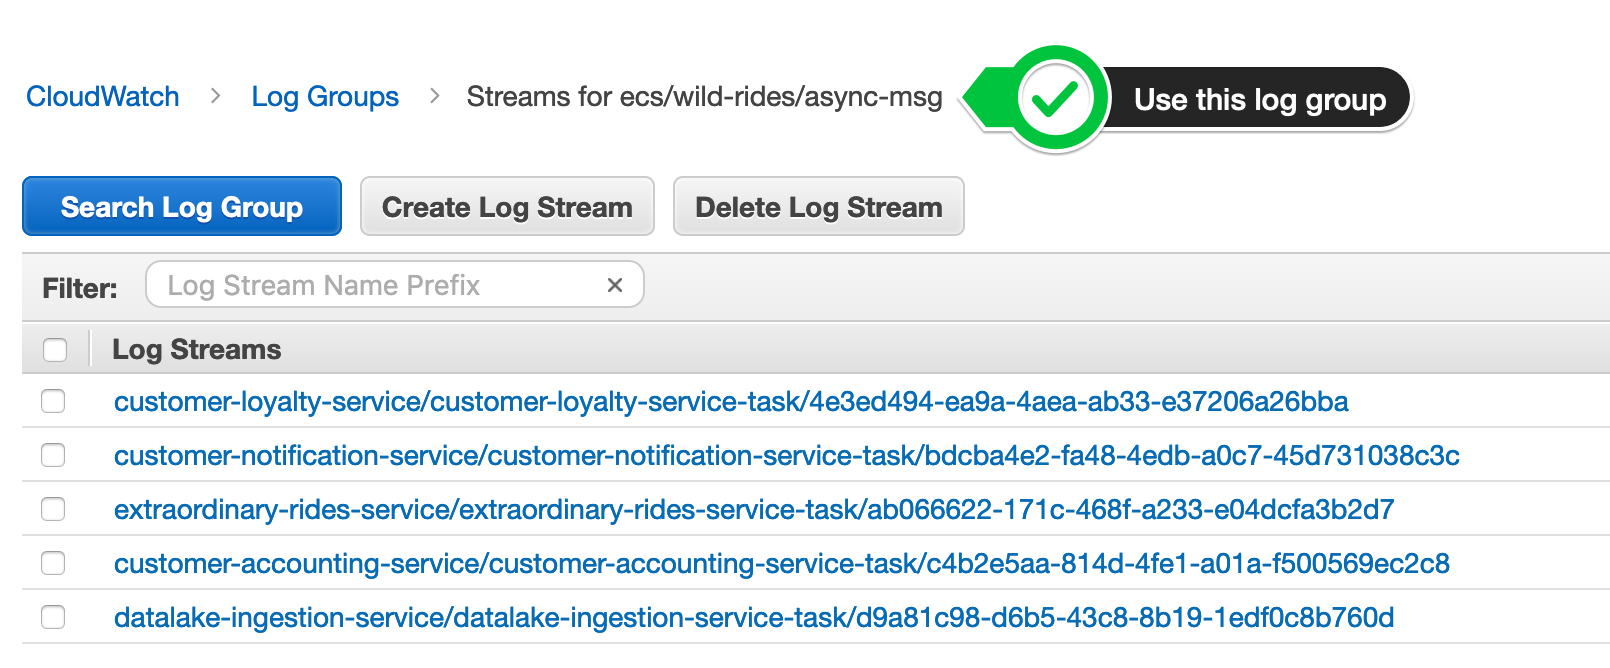 CloudWatch > Log Groups > Streams for ecs/wild-rides/async-msg Use this log group
Search Log Group Create Log Stream Delete Log Stream
Filter: Log Stream Name Prefix ×
Log Streams
customer-loyalty-service/customer-loyalty-service-task/4e3ed494-ea9a-4aea-ab33-e37206a26bba
customer-notification-service/customer-notification-service-task/bdcba4e2-fa48-4edb-a0c7-45d731038c3c
extraordinary-rides-service/extraordinary-rides-service-task/ab066622-171c-468f-a233-e04dcfa3b2d7
customer-accounting-service/customer-accounting-service-task/c4b2e5aa-814d-4fe1-a01a-f500569ec2c8
datalake-ingestion-service/datalake-ingestion-service-task/d9a81c98-d6b5-43c8-8b19-1edf0c8b760d